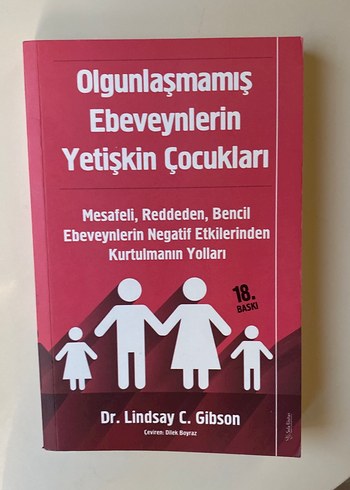 Olgunlaşmamış
Ebeveynlerin
Yetişkin Çocukları
Mesafeli, Reddeden, Bencil
Ebeveynlerin Negatif Etkilerinden
Kurtulmanın Yolları
18.
BASKI
Dr. Lindsay C. Gibson
Çeviren: Dilek Boyraz